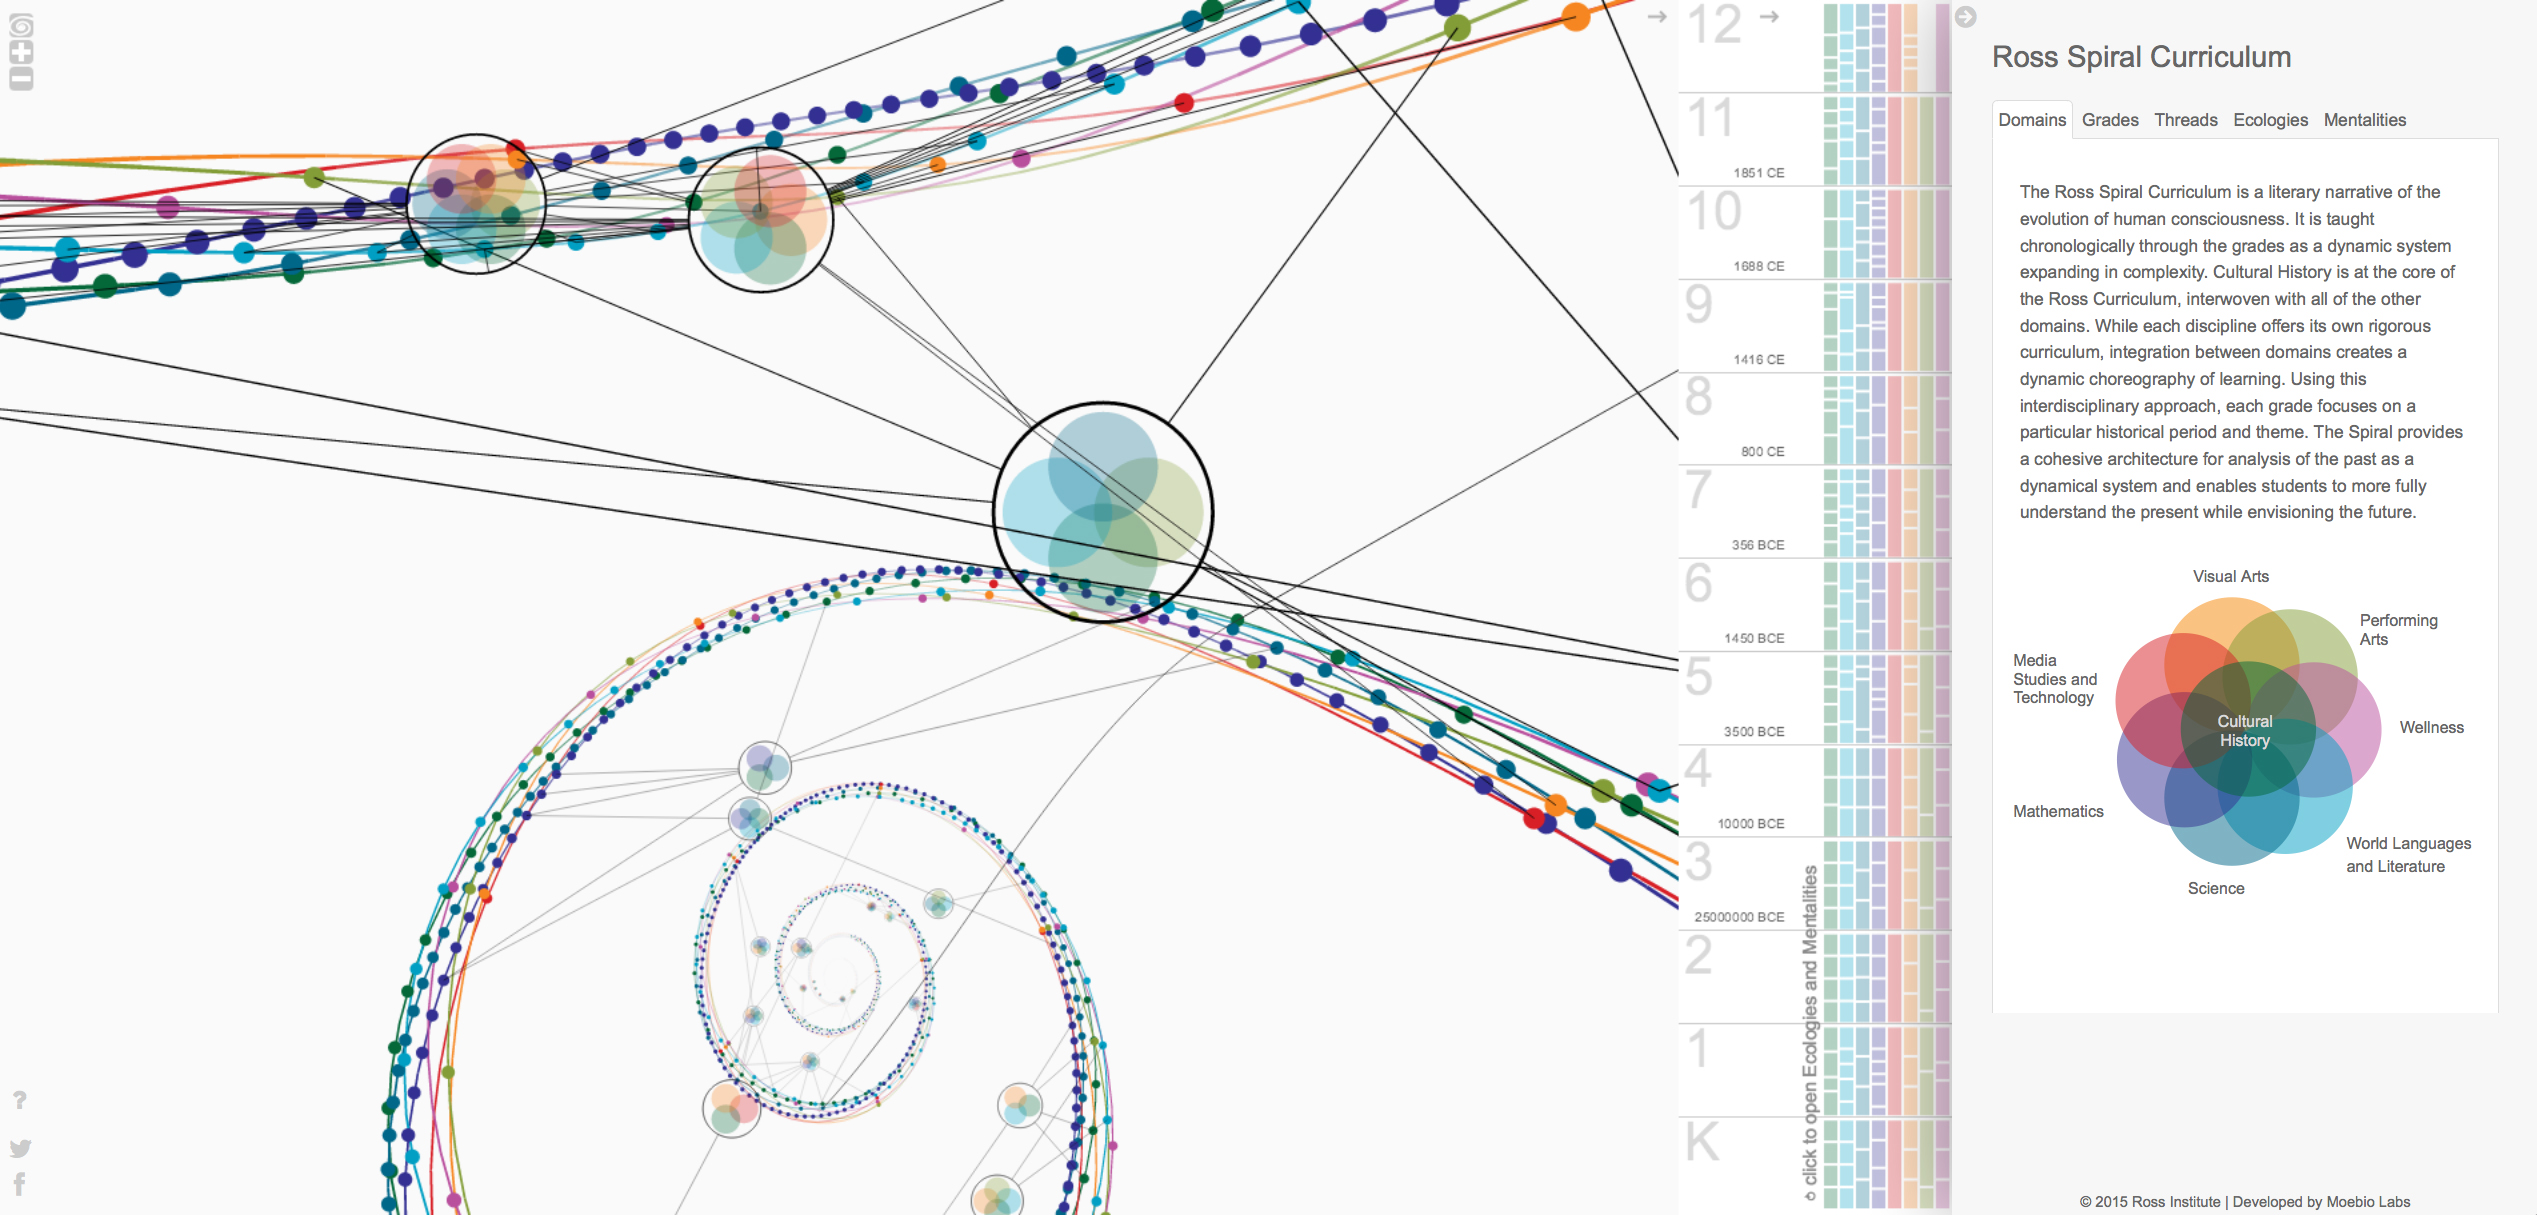 12
11
1851 CE
10
1688 CE
9
1416 CE
8
800 CE
7
356 BCE
6
1450 BCE
5
3500 BCE
4
10000 BCE
3
25000000 BCE
2
1
K
click to open Ecologies and Mentalities
?
Ross Spiral Curriculum
Domains Grades Threads Ecologies Mentalities
The Ross Spiral Curriculum is a literary narrative of the
evolution of human consciousness. It is taught
chronologically through the grades as a dynamic system
expanding in complexity. Cultural History is at the core of
the Ross Curriculum, interwoven with all of the other
domains. While each discipline offers its own rigorous
curriculum, integration between domains creates a
dynamic choreography of learning. Using this
interdisciplinary approach, each grade focuses on a
particular historical period and theme. The Spiral provides
a cohesive architecture for analysis of the past as a
dynamical system and enables students to more fully
understand the present while envisioning the future.
Visual Arts
Performing
Arts
Media
Studies and
Technology
Cultural
History
Wellness
Mathematics
World Languages
and Literature
Science
© 2015 Ross Institute | Developed by Moebio Labs